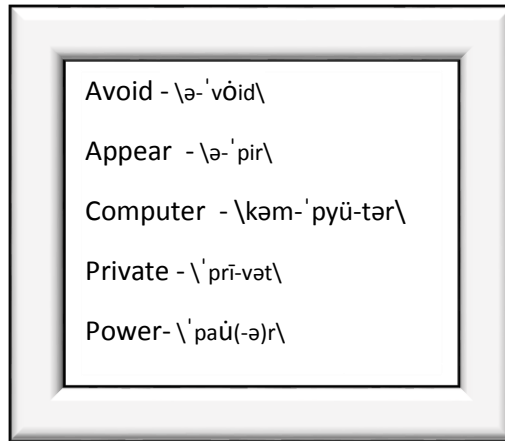 Avoid - \ə-ˈvȯid\
Appear - \ə-ˈpir\
Computer - \kəm-ˈpyü-tər\
Private - \ˈprī-vət\
Power- \ˈpau̇(-ə)r\